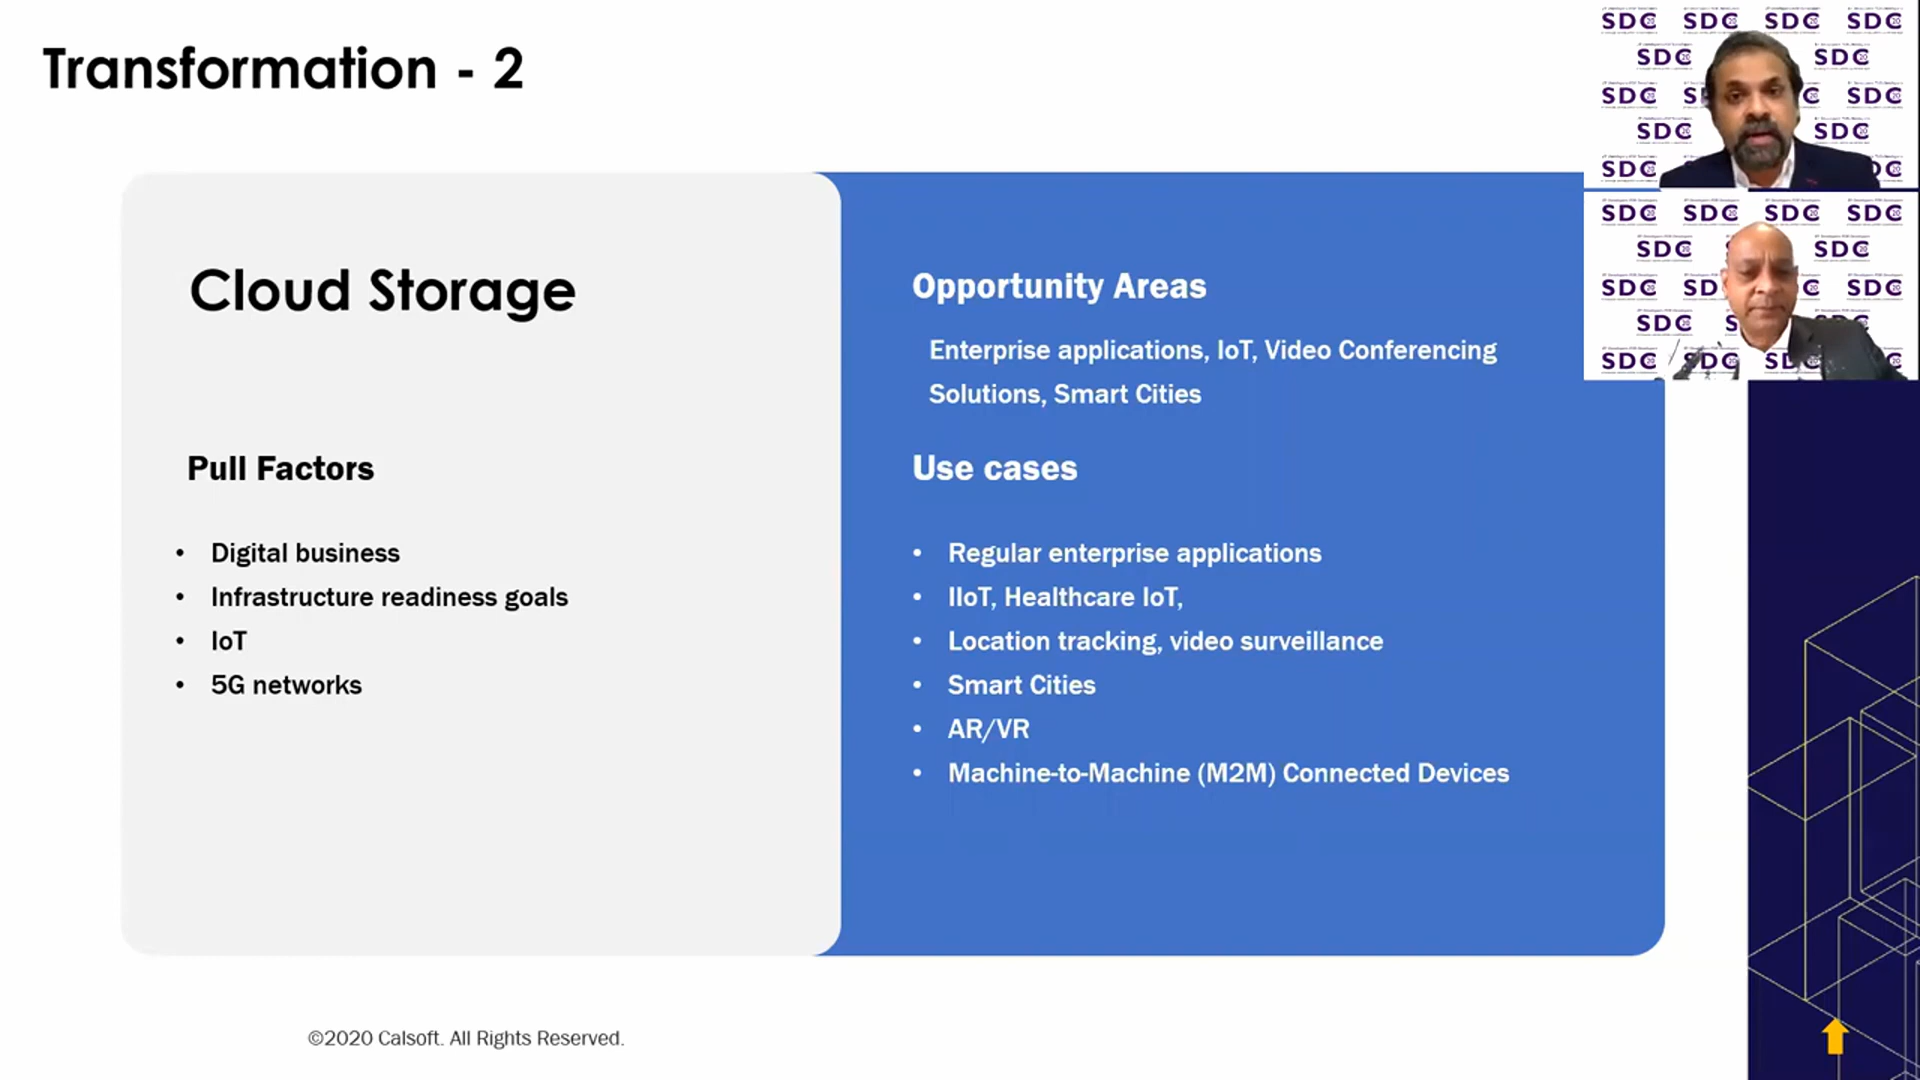 Transformation - 2
Cloud Storage
Pull Factors
• Digital business
• Infrastructure readiness goals
• IoT
• 5G networks
Opportunity Areas
Enterprise applications, IoT, Video Conferencing
Solutions, Smart Cities
Use cases
• Regular enterprise applications
• IIoT, Healthcare IoT,
• Location tracking, video surveillance
• Smart Cities
• AR/VR
• Machine-to-Machine (M2M) Connected Devices
©2020 Calsoft. All Rights Reserved.
SDC SDC SDC SDC
SDC SDC
SDC SDC
SDC SDC
SDC
SDC SDC SDC SDC
SDC SDC
SDC SDC
SDC
SDC SDC